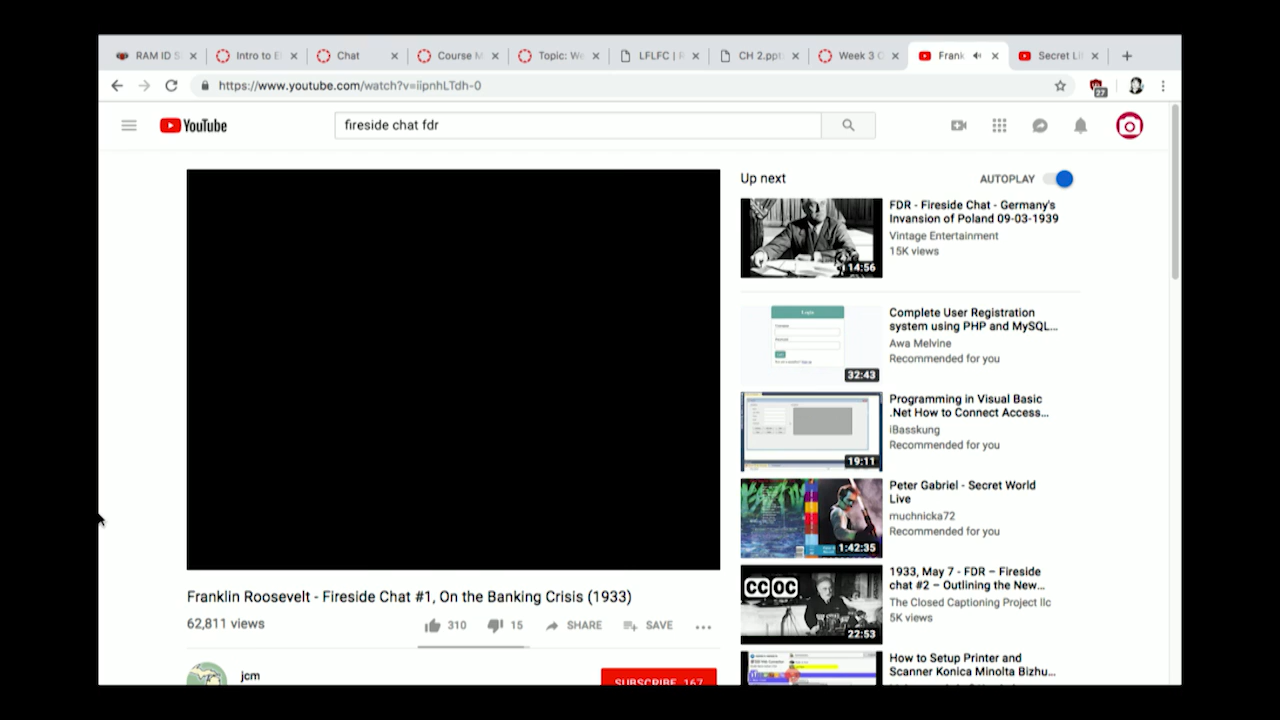 RAM ID S
Intro to E
Chat
Course M
Topic: We
LFLFC | F
CH 2.ppt
Week 3 O
Frank
Secret Li
https://www.youtube.com/watch?v=iipnhLTdh-0
27
YouTube
fireside chat fdr
Up next
AUTOPLAY
FDR - Fireside Chat - Germany's
Invansion of Poland 09-03-1939
Vintage Entertainment
15K views
14:56
Complete User Registration
system using PHP and MySQL...
Awa Melvine
Recommended for you
32:43
Programming in Visual Basic
.Net How to Connect Access...
iBasskung
Recommended for you
19:11
Peter Gabriel - Secret World
Live
muchnicka72
Recommended for you
1:42:35
1933, May 7 - FDR – Fireside
chat #2 – Outlining the New...
The Closed Captioning Project llc
5K views
CC OC
22:53
How to Setup Printer and
Scanner Konica Minolta Bizhu...
Franklin Roosevelt - Fireside Chat #1, On the Banking Crisis (1933)
62,811 views
310
15
SHARE
SAVE
jcm
SUBSCRIBE 167